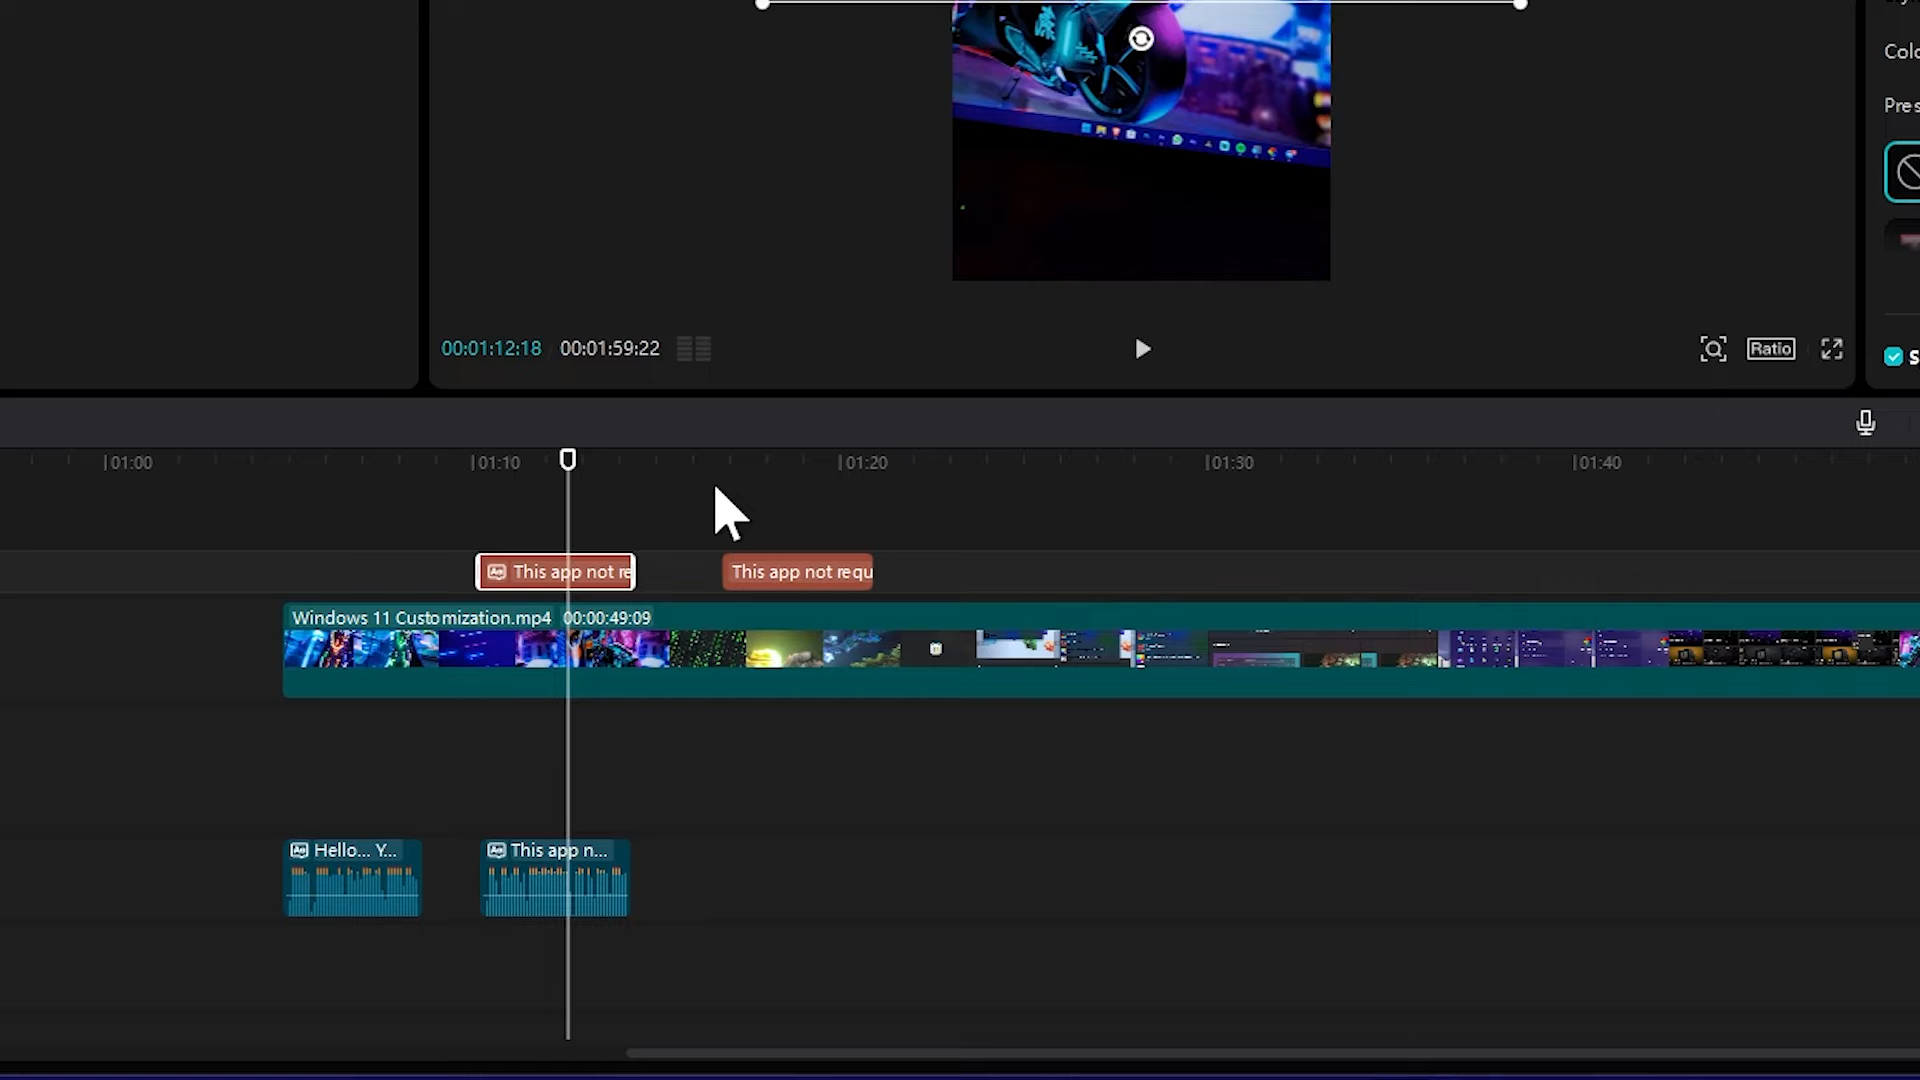 Colo
Pres
00:01:12:18 00:01:59:22
Ratio
S
01:00 01:10 01:20 01:30 01:40
This app not re
This app not requ
Windows 11 Customization.mp4 00:00:49:09
Hello... Y...
This app n...